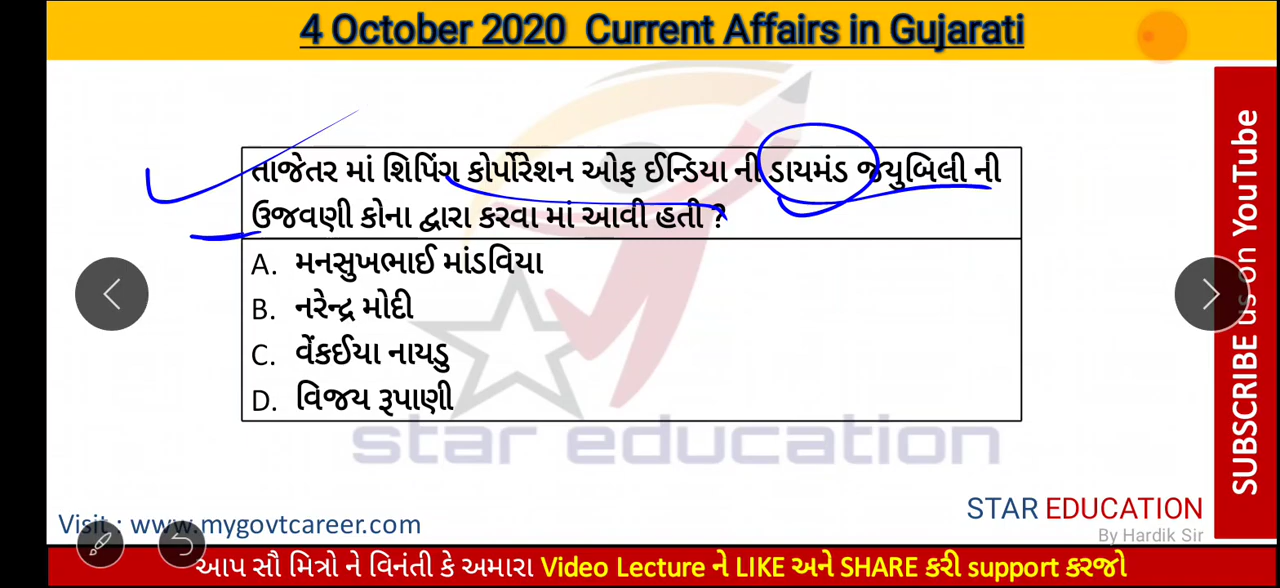 4 October 2020 Current Affairs in Gujarati
તાજેતર માં શિપિંગ કોર્પોરેશન ઓફ ઈન્ડિયા ની ડાયમંડ જયુબિલી ની
ઉજવણી કોના દ્વારા કરવા માં આવી હતી ?
A. મનસુખભાઈ માંડવિયા
B. નરેન્દ્ર મોદી
C. વેંકઈયા નાયડુ
D. વિજય રૂપાણી
star education
STAR EDUCATION
By Hardik Sir
Visit : www.mygovtcareer.com
આપ સૌ મિત્રો ને વિનંતી કે અમારા Video Lecture ને LIKE અને SHARE કરી support કરજો
SUBSCRIBE us on YouTube